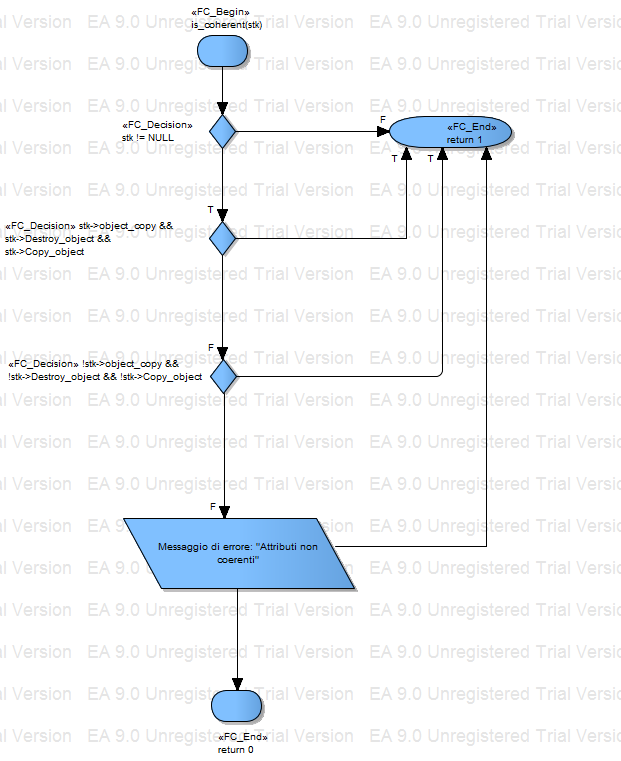 «FC_Begin»
is_coherent(stk)
«FC_Decision»
stk != NULL
F
«FC_End»
return 1
T
T
T
«FC_Decision» stk->object_copy &&
stk->Destroy_object &&
stk->Copy_object
F
«FC_Decision» !stk->object_copy &&
!stk->Destroy_object && !stk->Copy_object
F
Messaggio di errore: "Attributi non
coerenti"
«FC_End»
return 0
EA 9.0 Unregistered Trial Version